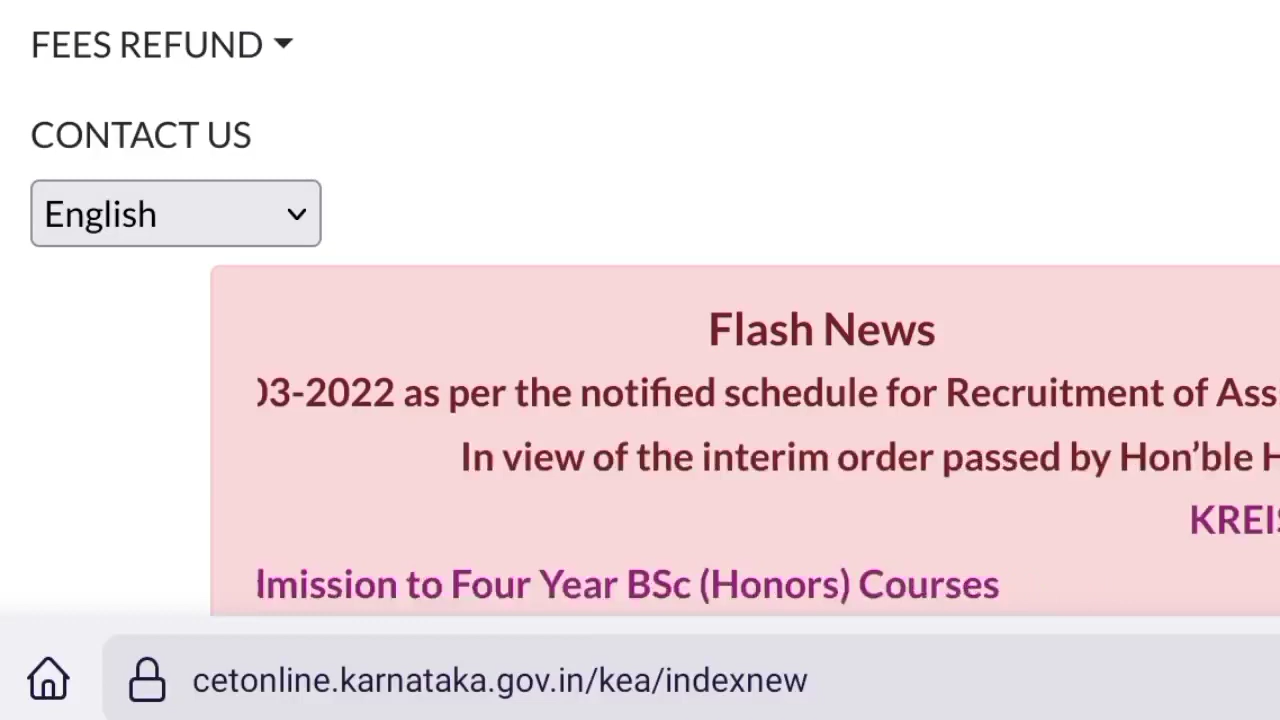 FEES REFUND
CONTACT US
English
Flash News
03-2022 as per the notified schedule for Recruitment of Ass
In view of the interim order passed by Hon’ble H
KREIS
lmission to Four Year BSc (Honors) Courses
cetonline.karnataka.gov.in/kea/indexnew